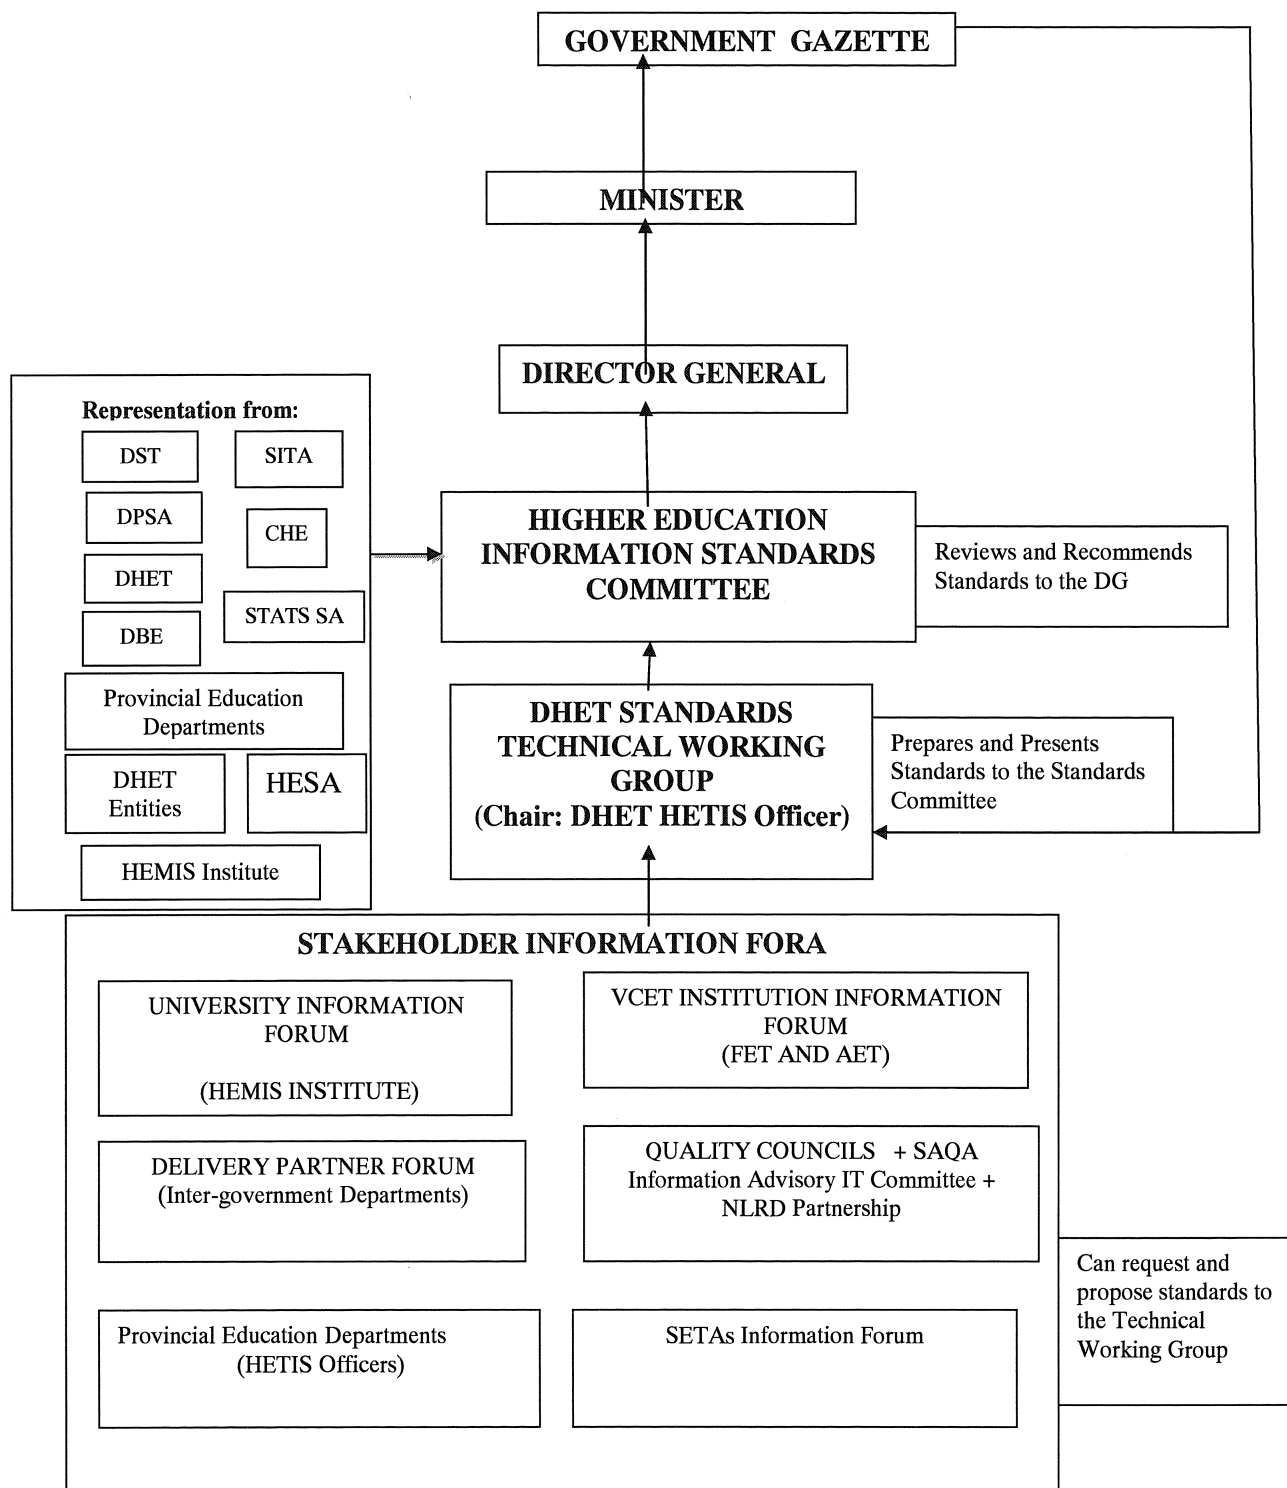 GOVERNMENT GAZETTE
MINISTER
DIRECTOR GENERAL
Representation from:
DST
SITA
DPSA
CHE
DHET
STATS SA
DBE
Provincial Education
Departments
DHET
Entities
HESA
HEMIS Institute
HIGHER EDUCATION
INFORMATION STANDARDS
COMMITTEE
Reviews and Recommends
Standards to the DG
DHET STANDARDS
TECHNICAL WORKING
GROUP
(Chair: DHET HETIS Officer)
Prepares and Presents
Standards to the Standards
Committee
STAKEHOLDER INFORMATION FORA
UNIVERSITY INFORMATION
FORUM
(HEMIS INSTITUTE)
VCET INSTITUTION INFORMATION
FORUM
(FET AND AET)
DELIVERY PARTNER FORUM
(Inter-government Departments)
QUALITY COUNCILS + SAQA
Information Advisory IT Committee +
NLRD Partnership
Provincial Education Departments
(HETIS Officers)
SETAs Information Forum
Can request and
propose standards to
the Technical
Working Group